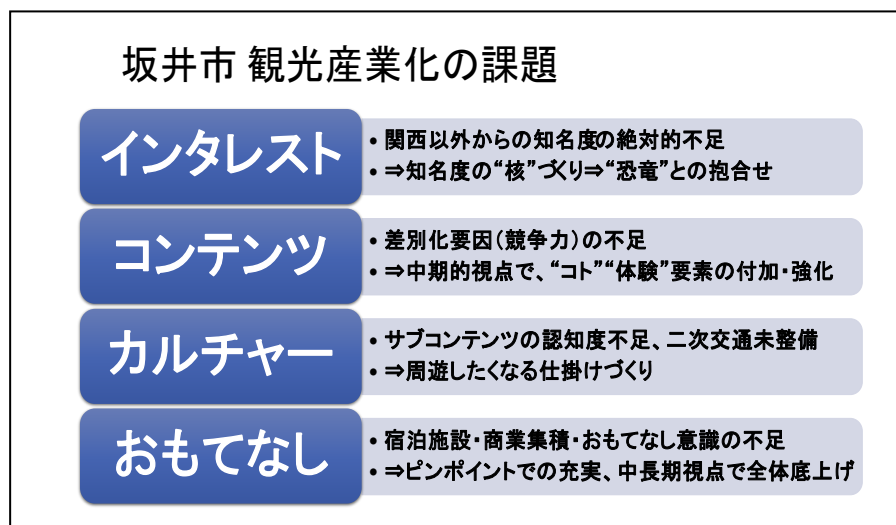 坂井市 観光産業化の課題
インタレスト
• 関西以外からの知名度の絶対的不足
• ⇒知名度の“核”づくり⇒“恐竜”との抱合せ
コンテンツ
• 差別化要因(競争力)の不足
• ⇒中期的視点で、“コト”“体験”要素の付加・強化
カルチャー
• サブコンテンツの認知度不足、二次交通未整備
• ⇒周遊したくなる仕掛けづくり
おもてなし
• 宿泊施設・商業集積・おもてなし意識の不足
• ⇒ピンポイントでの充実、中長期視点で全体底上げ